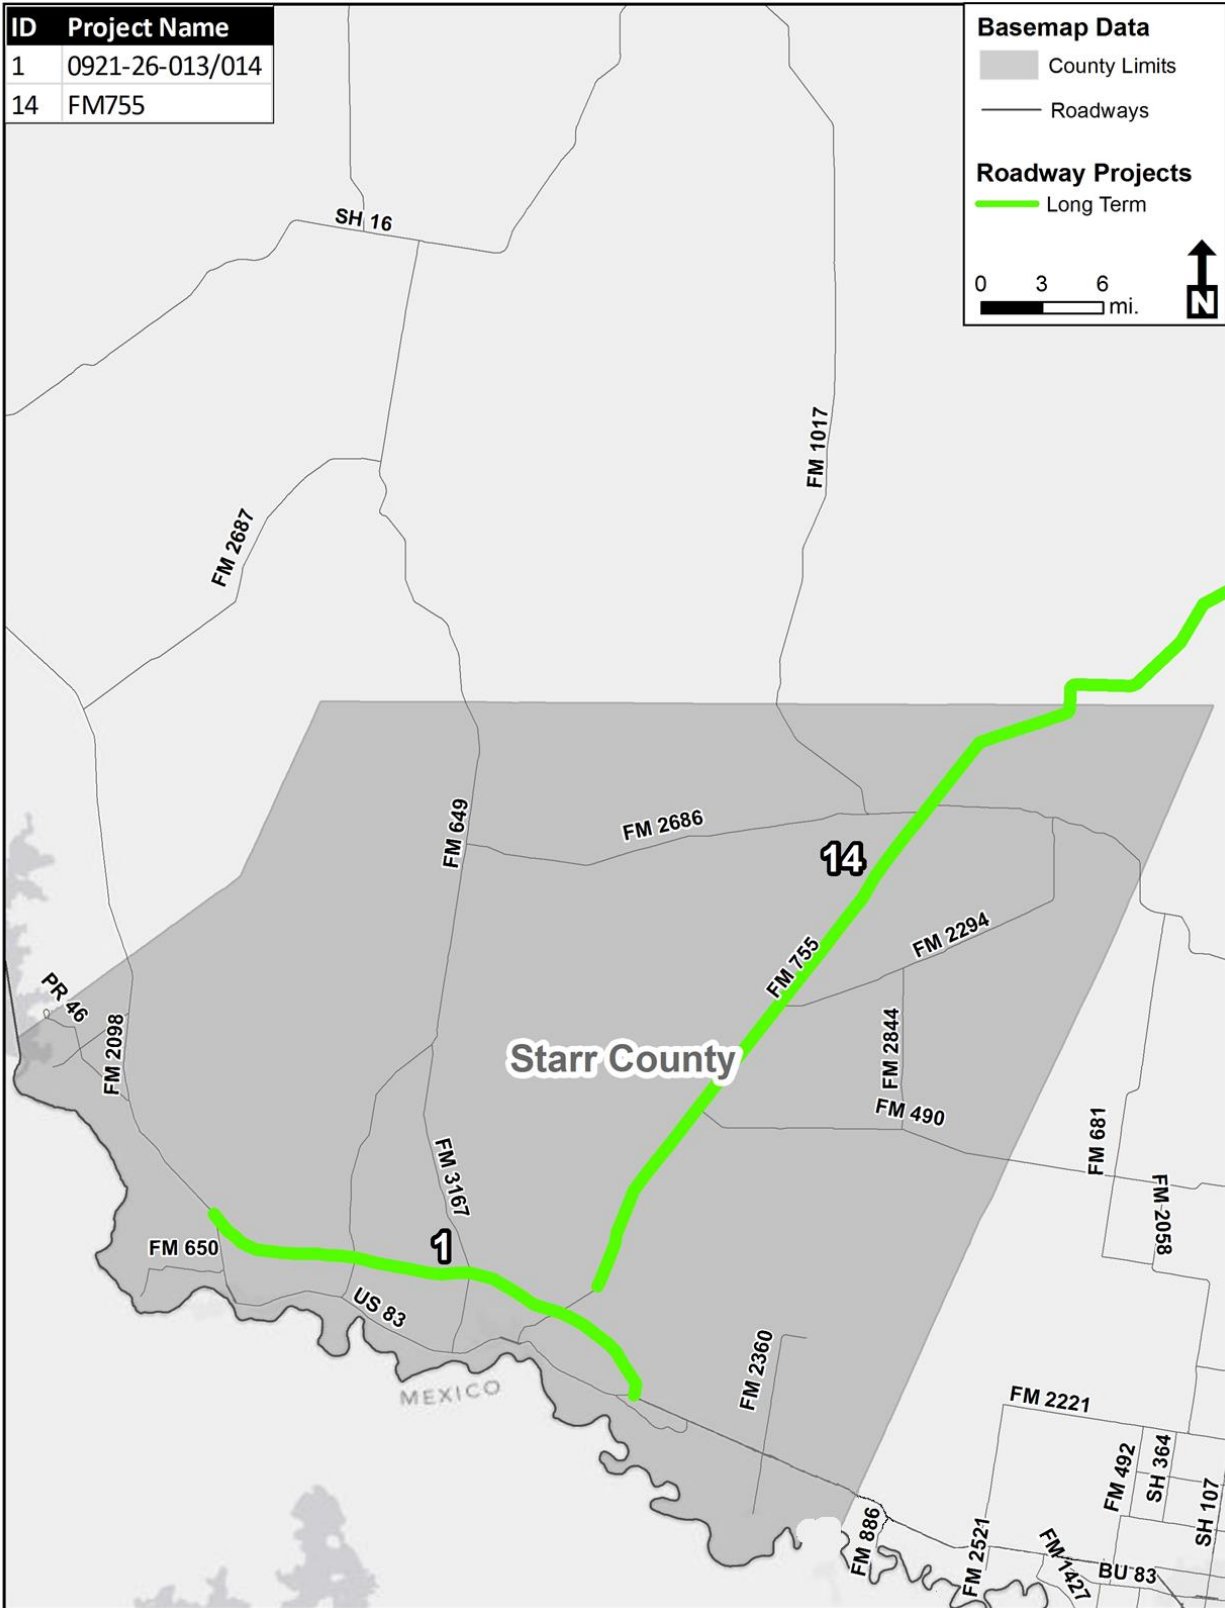 ID Project Name
1 0921-26-013/014
14 FM755
Basemap Data
County Limits
Roadways
Roadway Projects
Long Term
0 3 6
mi.
N
SH 16
FM 1017
FM 2687
FM 649
FM 2686
14
FM 2294
FM 755
PR 46
FM 2098
Starr County
FM 2844
FM 490
FM 681
FM 3167
FM 2058
1
FM 650
US 83
FM 2360
MEXICO
FM 2221
FM 492
SH 364
SH 107
FM 886
FM 2521
FM 1427
BU 83